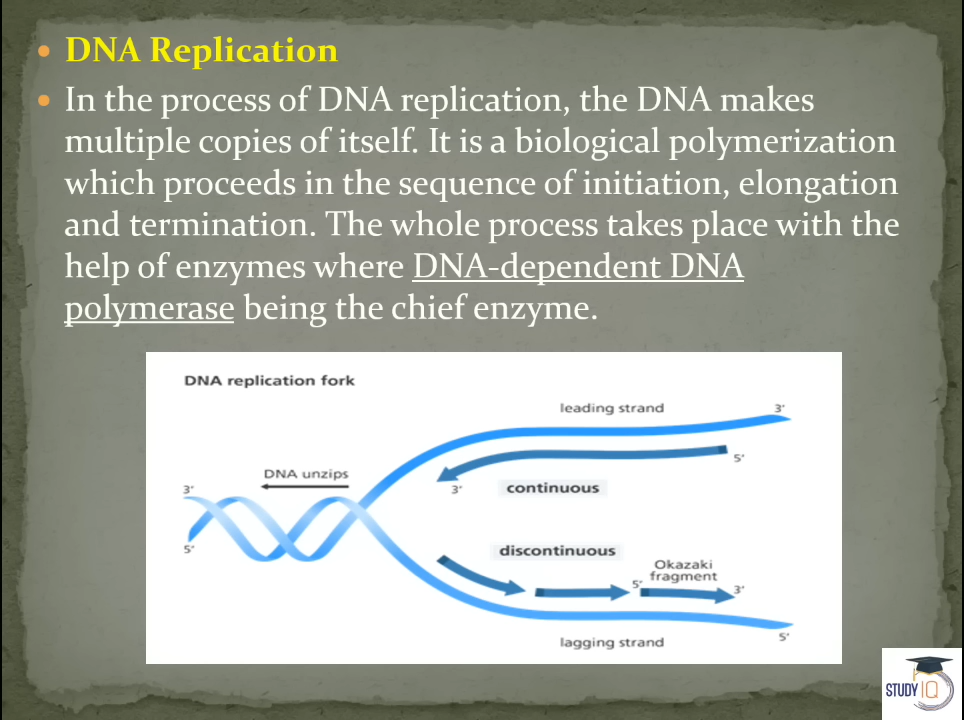 DNA Replication
In the process of DNA replication, the DNA makes
multiple copies of itself. It is a biological polymerization
which proceeds in the sequence of initiation, elongation
and termination. The whole process takes place with the
help of enzymes where DNA-dependent DNA
polymerase being the chief enzyme.
DNA replication fork
leading strand
3'
5'
DNA unzips
3'
3'
continuous
5'
discontinuous
Okazaki
fragment
5'
3'
lagging strand
5'
STUDY IQ